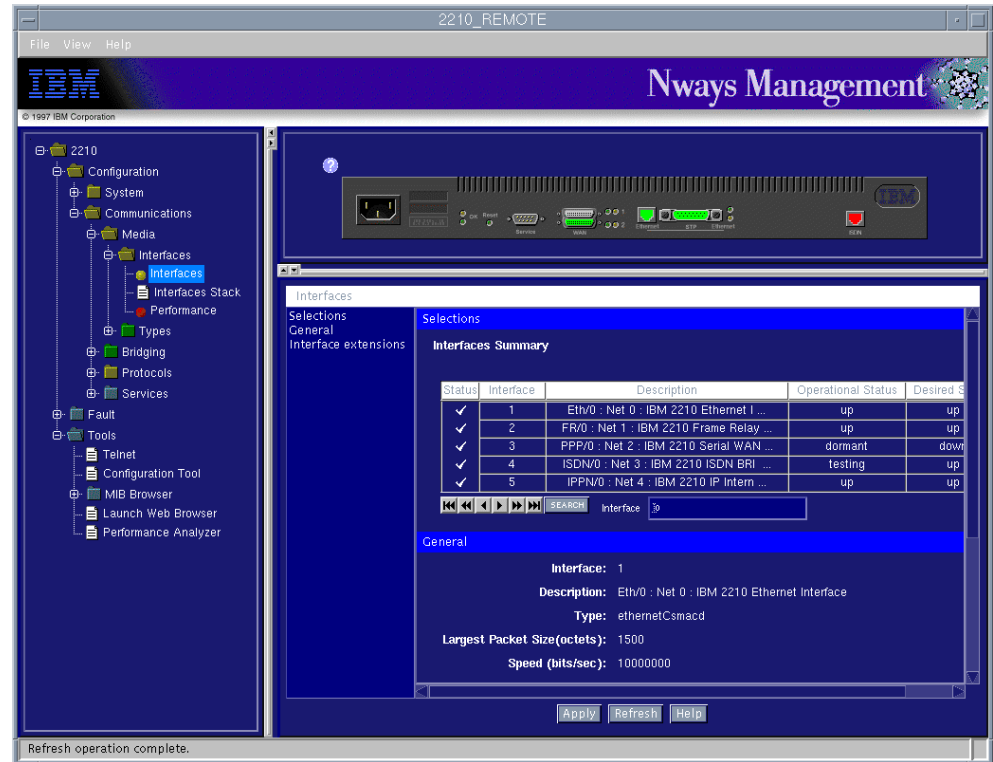 2210_REMOTE
File View Help
IBM
Nways Management
© 1997 IBM Corporation
2210
Configuration
System
Communications
Media
Interfaces
Interfaces
Interfaces Stack
Performance
Types
Bridging
Protocols
Services
Fault
Tools
Telnet
Configuration Tool
MIB Browser
Launch Web Browser
Performance Analyzer
?
OK Reset
1
2
IBM
Service WAN Ethernet STP Ethernet ISDN
Interfaces
Selections
General
Interface extensions
Selections
Interfaces Summary
Status Interface Description Operational Status Desired S
✓ 1 Eth/0 : Net 0 : IBM 2210 Ethernet I ... up up
✓ 2 FR/0 : Net 1 : IBM 2210 Frame Relay ... up up
✓ 3 PPP/0 : Net 2 : IBM 2210 Serial WAN ... dormant down
✓ 4 ISDN/0 : Net 3 : IBM 2210 ISDN BRI ... testing up
✓ 5 IPPN/0 : Net 4 : IBM 2210 IP Intern ... up up
SEARCH Interface
General
Interface: 1
Description: Eth/0 : Net 0 : IBM 2210 Ethernet Interface
Type: ethernetCsmacd
Largest Packet Size(octets): 1500
Speed (bits/sec): 10000000
Apply Refresh Help
Refresh operation complete.